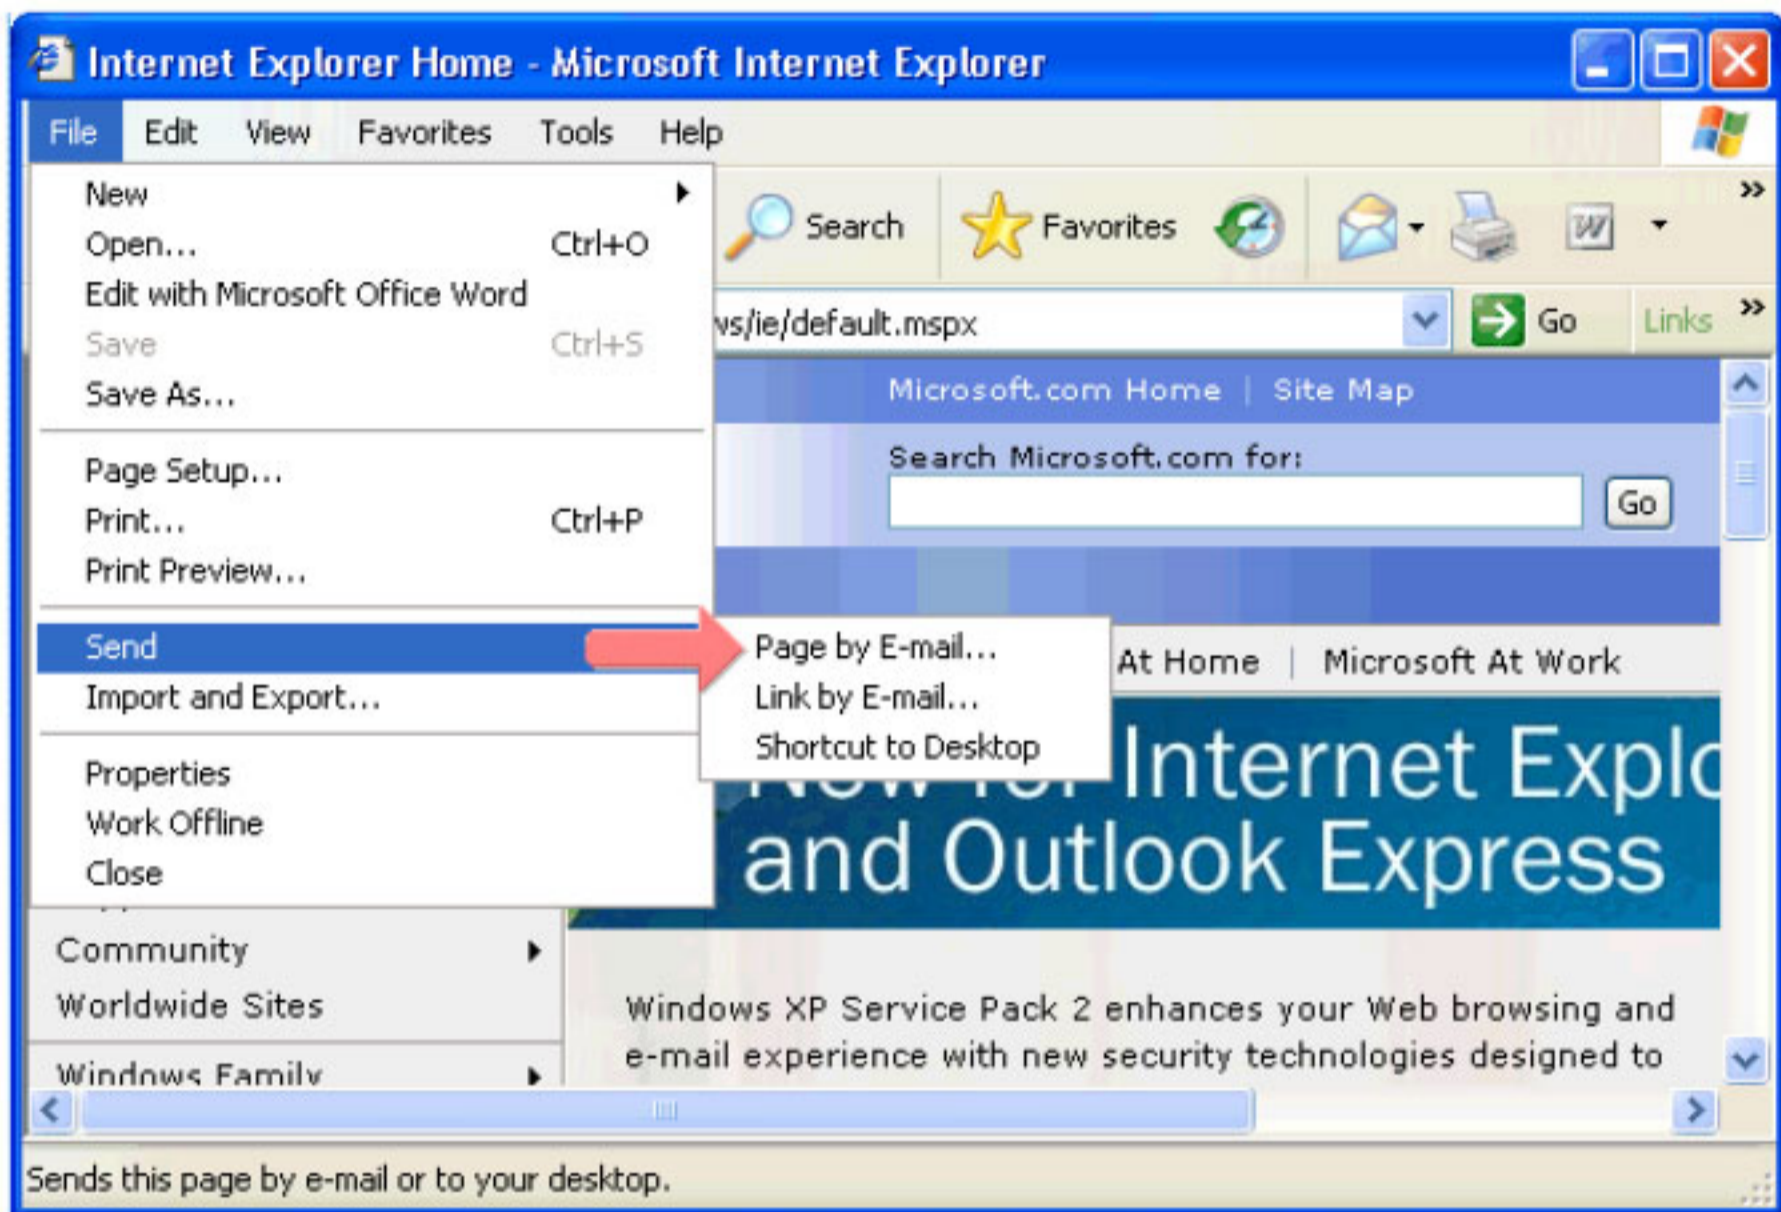 Internet Explorer Home - Microsoft Internet Explorer
File Edit View Favorites Tools Help
New
Open... Ctrl+O
Edit with Microsoft Office Word
Save Ctrl+S
Save As...
Page Setup...
Print... Ctrl+P
Print Preview...
Send
Import and Export...
Properties
Work Offline
Close
Page by E-mail...
Link by E-mail...
Shortcut to Desktop
Search Favorites W »
ws/ie/default.mspx Go Links »
Microsoft.com Home | Site Map
Search Microsoft.com for:
Go
At Home | Microsoft At Work
New for Internet Explo
and Outlook Express
Community
Worldwide Sites
Windows Family
Windows XP Service Pack 2 enhances your Web browsing and
e-mail experience with new security technologies designed to
Sends this page by e-mail or to your desktop.